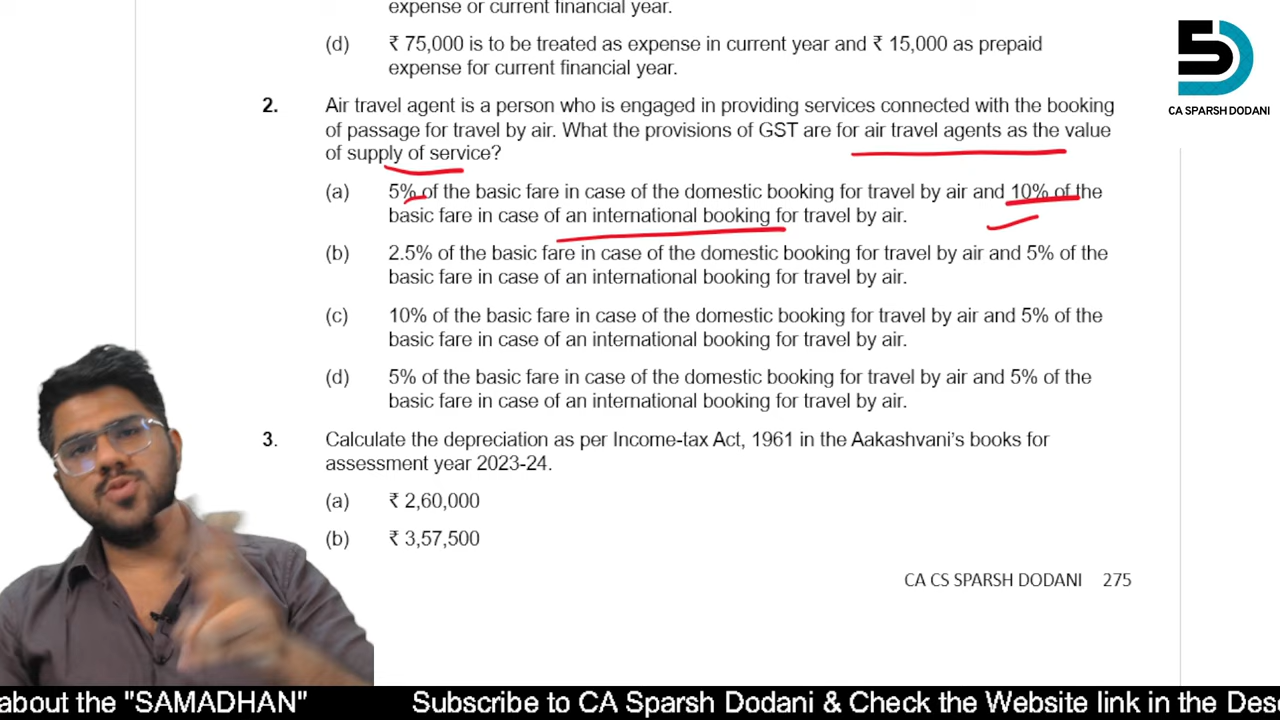 expense or current financial year.
(d) ₹ 75,000 is to be treated as expense in current year and ₹ 15,000 as prepaid
expense for current financial year.
CA SPARSH DODANI
2. Air travel agent is a person who is engaged in providing services connected with the booking
of passage for travel by air. What the provisions of GST are for air travel agents as the value
of supply of service?
(a) 5% of the basic fare in case of the domestic booking for travel by air and 10% of the
basic fare in case of an international booking for travel by air.
(b) 2.5% of the basic fare in case of the domestic booking for travel by air and 5% of the
basic fare in case of an international booking for travel by air.
(c) 10% of the basic fare in case of the domestic booking for travel by air and 5% of the
basic fare in case of an international booking for travel by air.
(d) 5% of the basic fare in case of the domestic booking for travel by air and 5% of the
basic fare in case of an international booking for travel by air.
3. Calculate the depreciation as per Income-tax Act, 1961 in the Aakashvani's books for
assessment year 2023-24.
(a) ₹ 2,60,000
(b) ₹ 3,57,500
CA CS SPARSH DODANI 275
about the "SAMADHAN" Subscribe to CA Sparsh Dodani & Check the Website link in the Des